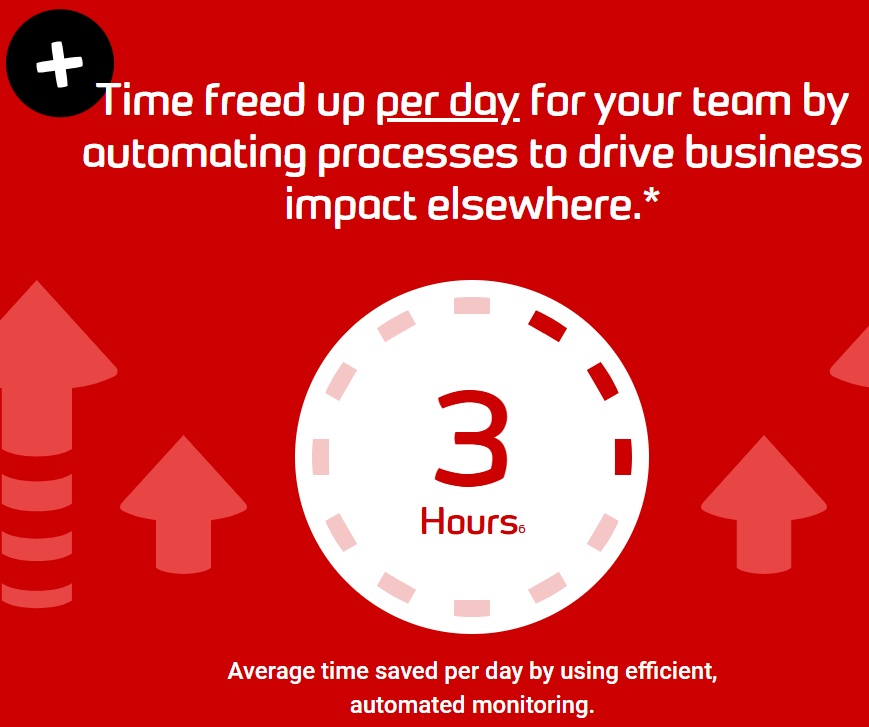 Time freed up per day for your team by
automating processes to drive business
impact elsewhere.*
3
Hours6
Average time saved per day by using efficient,
automated monitoring.